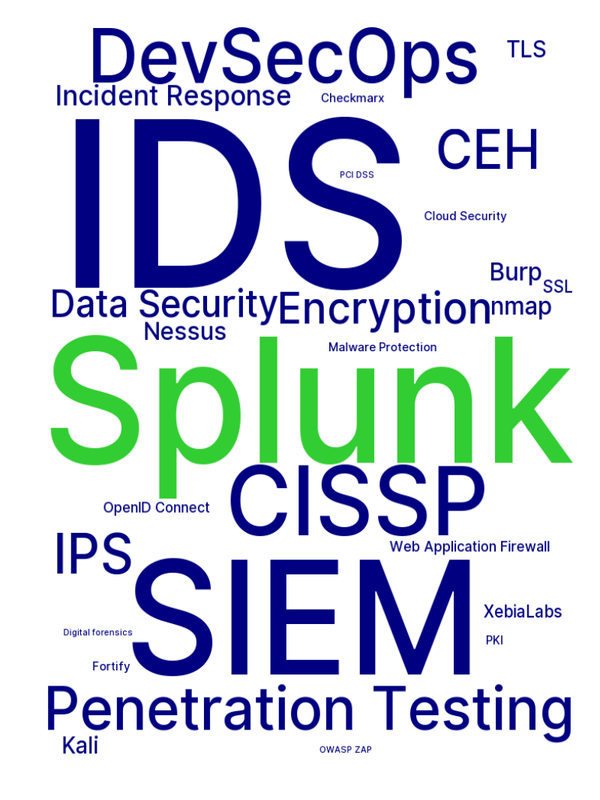 DevSecOps
TLS
Incident Response
Checkmarx
IDS
CEH
PCI DSS
Cloud Security
Burp
SSL
Data Security
Encryption
nmap
Nessus
Malware Protection
Splunk
CISSP
OpenID Connect
IPS
Web Application Firewall
SIEM
XebiaLabs
Digital forensics
PKI
Fortify
Penetration Testing
Kali
OWASP ZAP